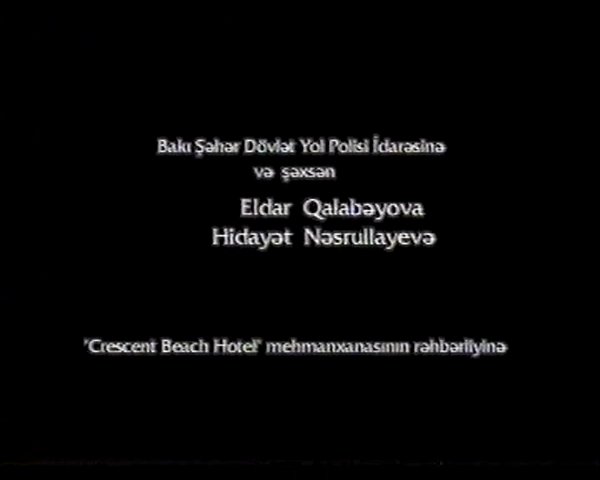 Bakı Şəhər Dövlət Yol Polisi İdarəsinə
və şəxsən
Eldar Qalabəyova
Hidayət Nəsrullayevə
'Crescent Beach Hotel' mehmanxanasının rəhbərliyinə